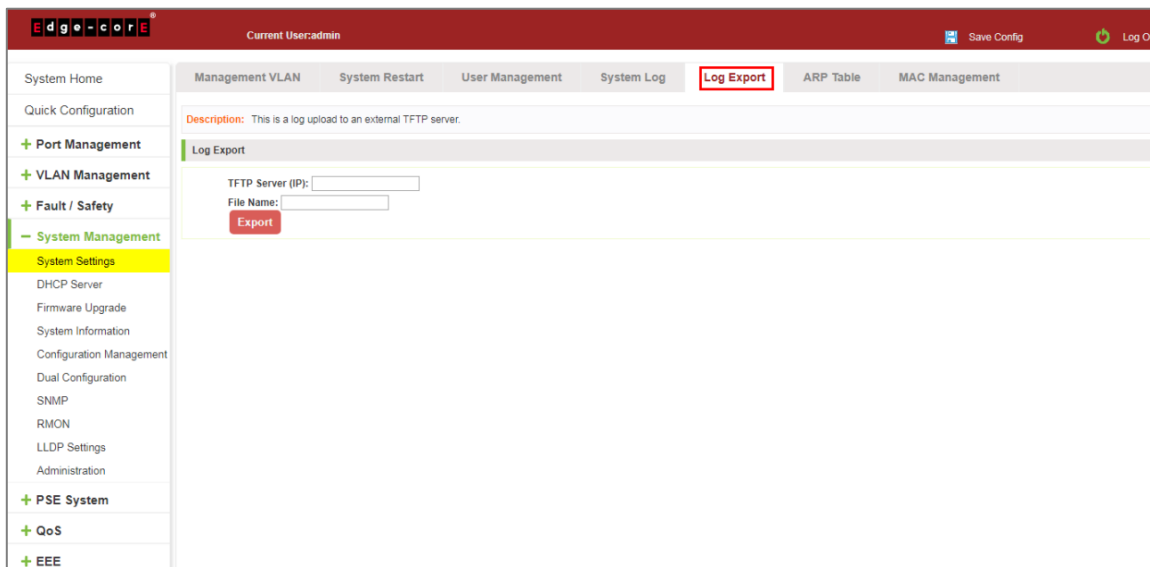 Edge-corE®
Current User:admin
Save Config
Log O
System Home
Quick Configuration
+ Port Management
+ VLAN Management
+ Fault / Safety
− System Management
System Settings
DHCP Server
Firmware Upgrade
System Information
Configuration Management
Dual Configuration
SNMP
RMON
LLDP Settings
Administration
+ PSE System
+ QoS
+ EEE
Management VLAN System Restart User Management System Log Log Export ARP Table MAC Management
Description: This is a log upload to an external TFTP server.
Log Export
TFTP Server (IP):
File Name:
Export